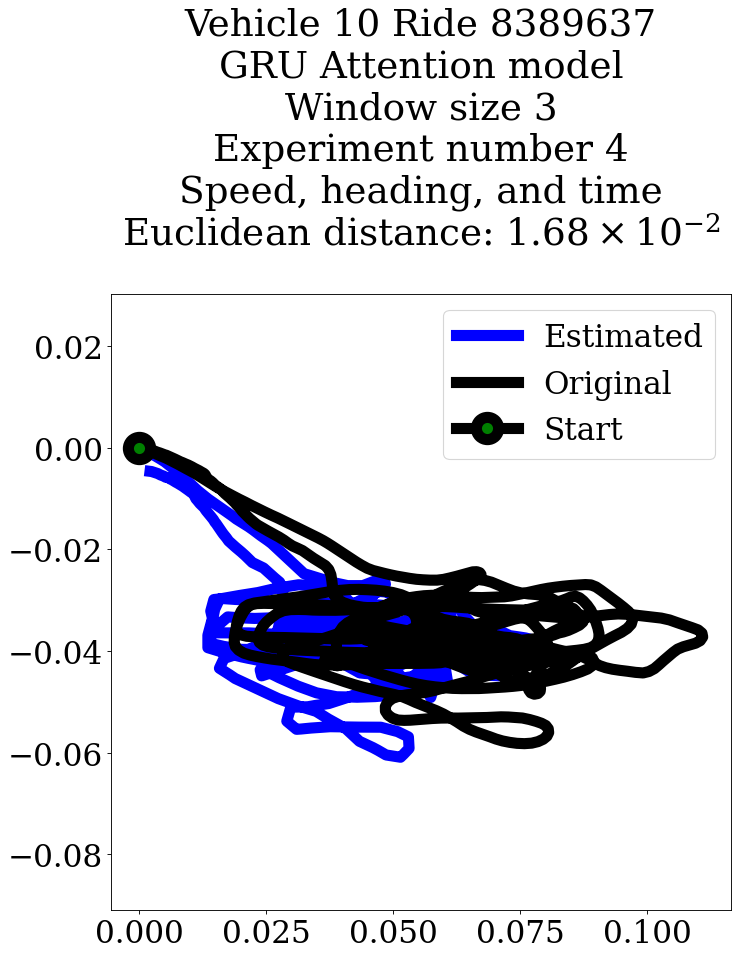 Vehicle 10 Ride 8389637
GRU Attention model
Window size 3
Experiment number 4
Speed, heading, and time
Euclidean distance: 1.68 × 10⁻²
Estimated
Original
Start
0.02
0.00
−0.02
−0.04
−0.06
−0.08
0.000 0.025 0.050 0.075 0.100